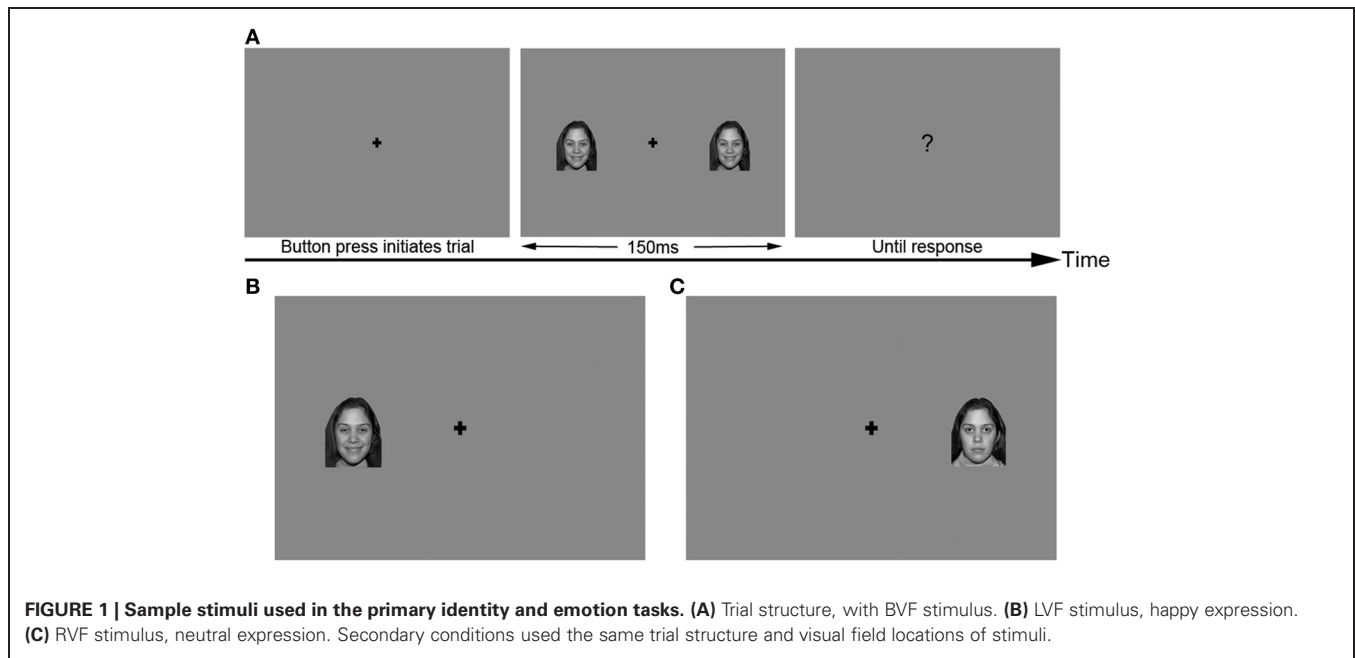 A
?
Button press initiates trial
150ms
Until response
Time
B
C
FIGURE 1 | Sample stimuli used in the primary identity and emotion tasks. (A) Trial structure, with BVF stimulus. (B) LVF stimulus, happy expression.
(C) RVF stimulus, neutral expression. Secondary conditions used the same trial structure and visual field locations of stimuli.